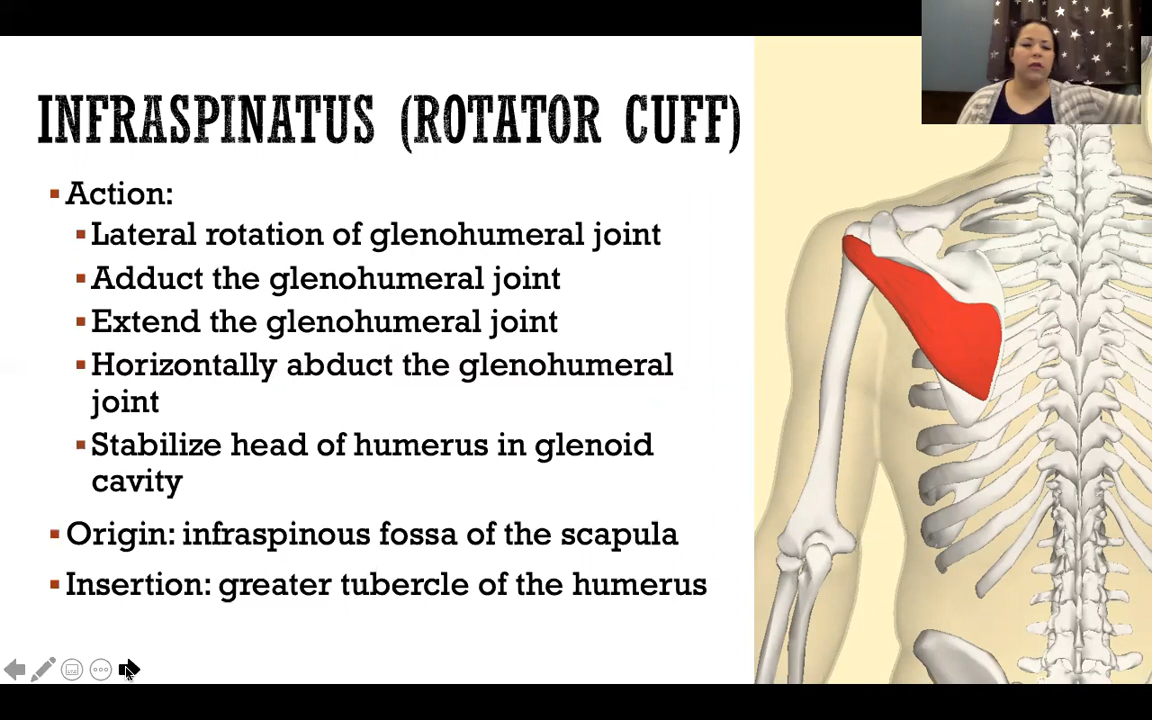 INFRASPINATUS (ROTATOR CUFF)
Action:
Lateral rotation of glenohumeral joint
Adduct the glenohumeral joint
Extend the glenohumeral joint
Horizontally abduct the glenohumeral
joint
Stabilize head of humerus in glenoid
cavity
Origin: infraspinous fossa of the scapula
Insertion: greater tubercle of the humerus